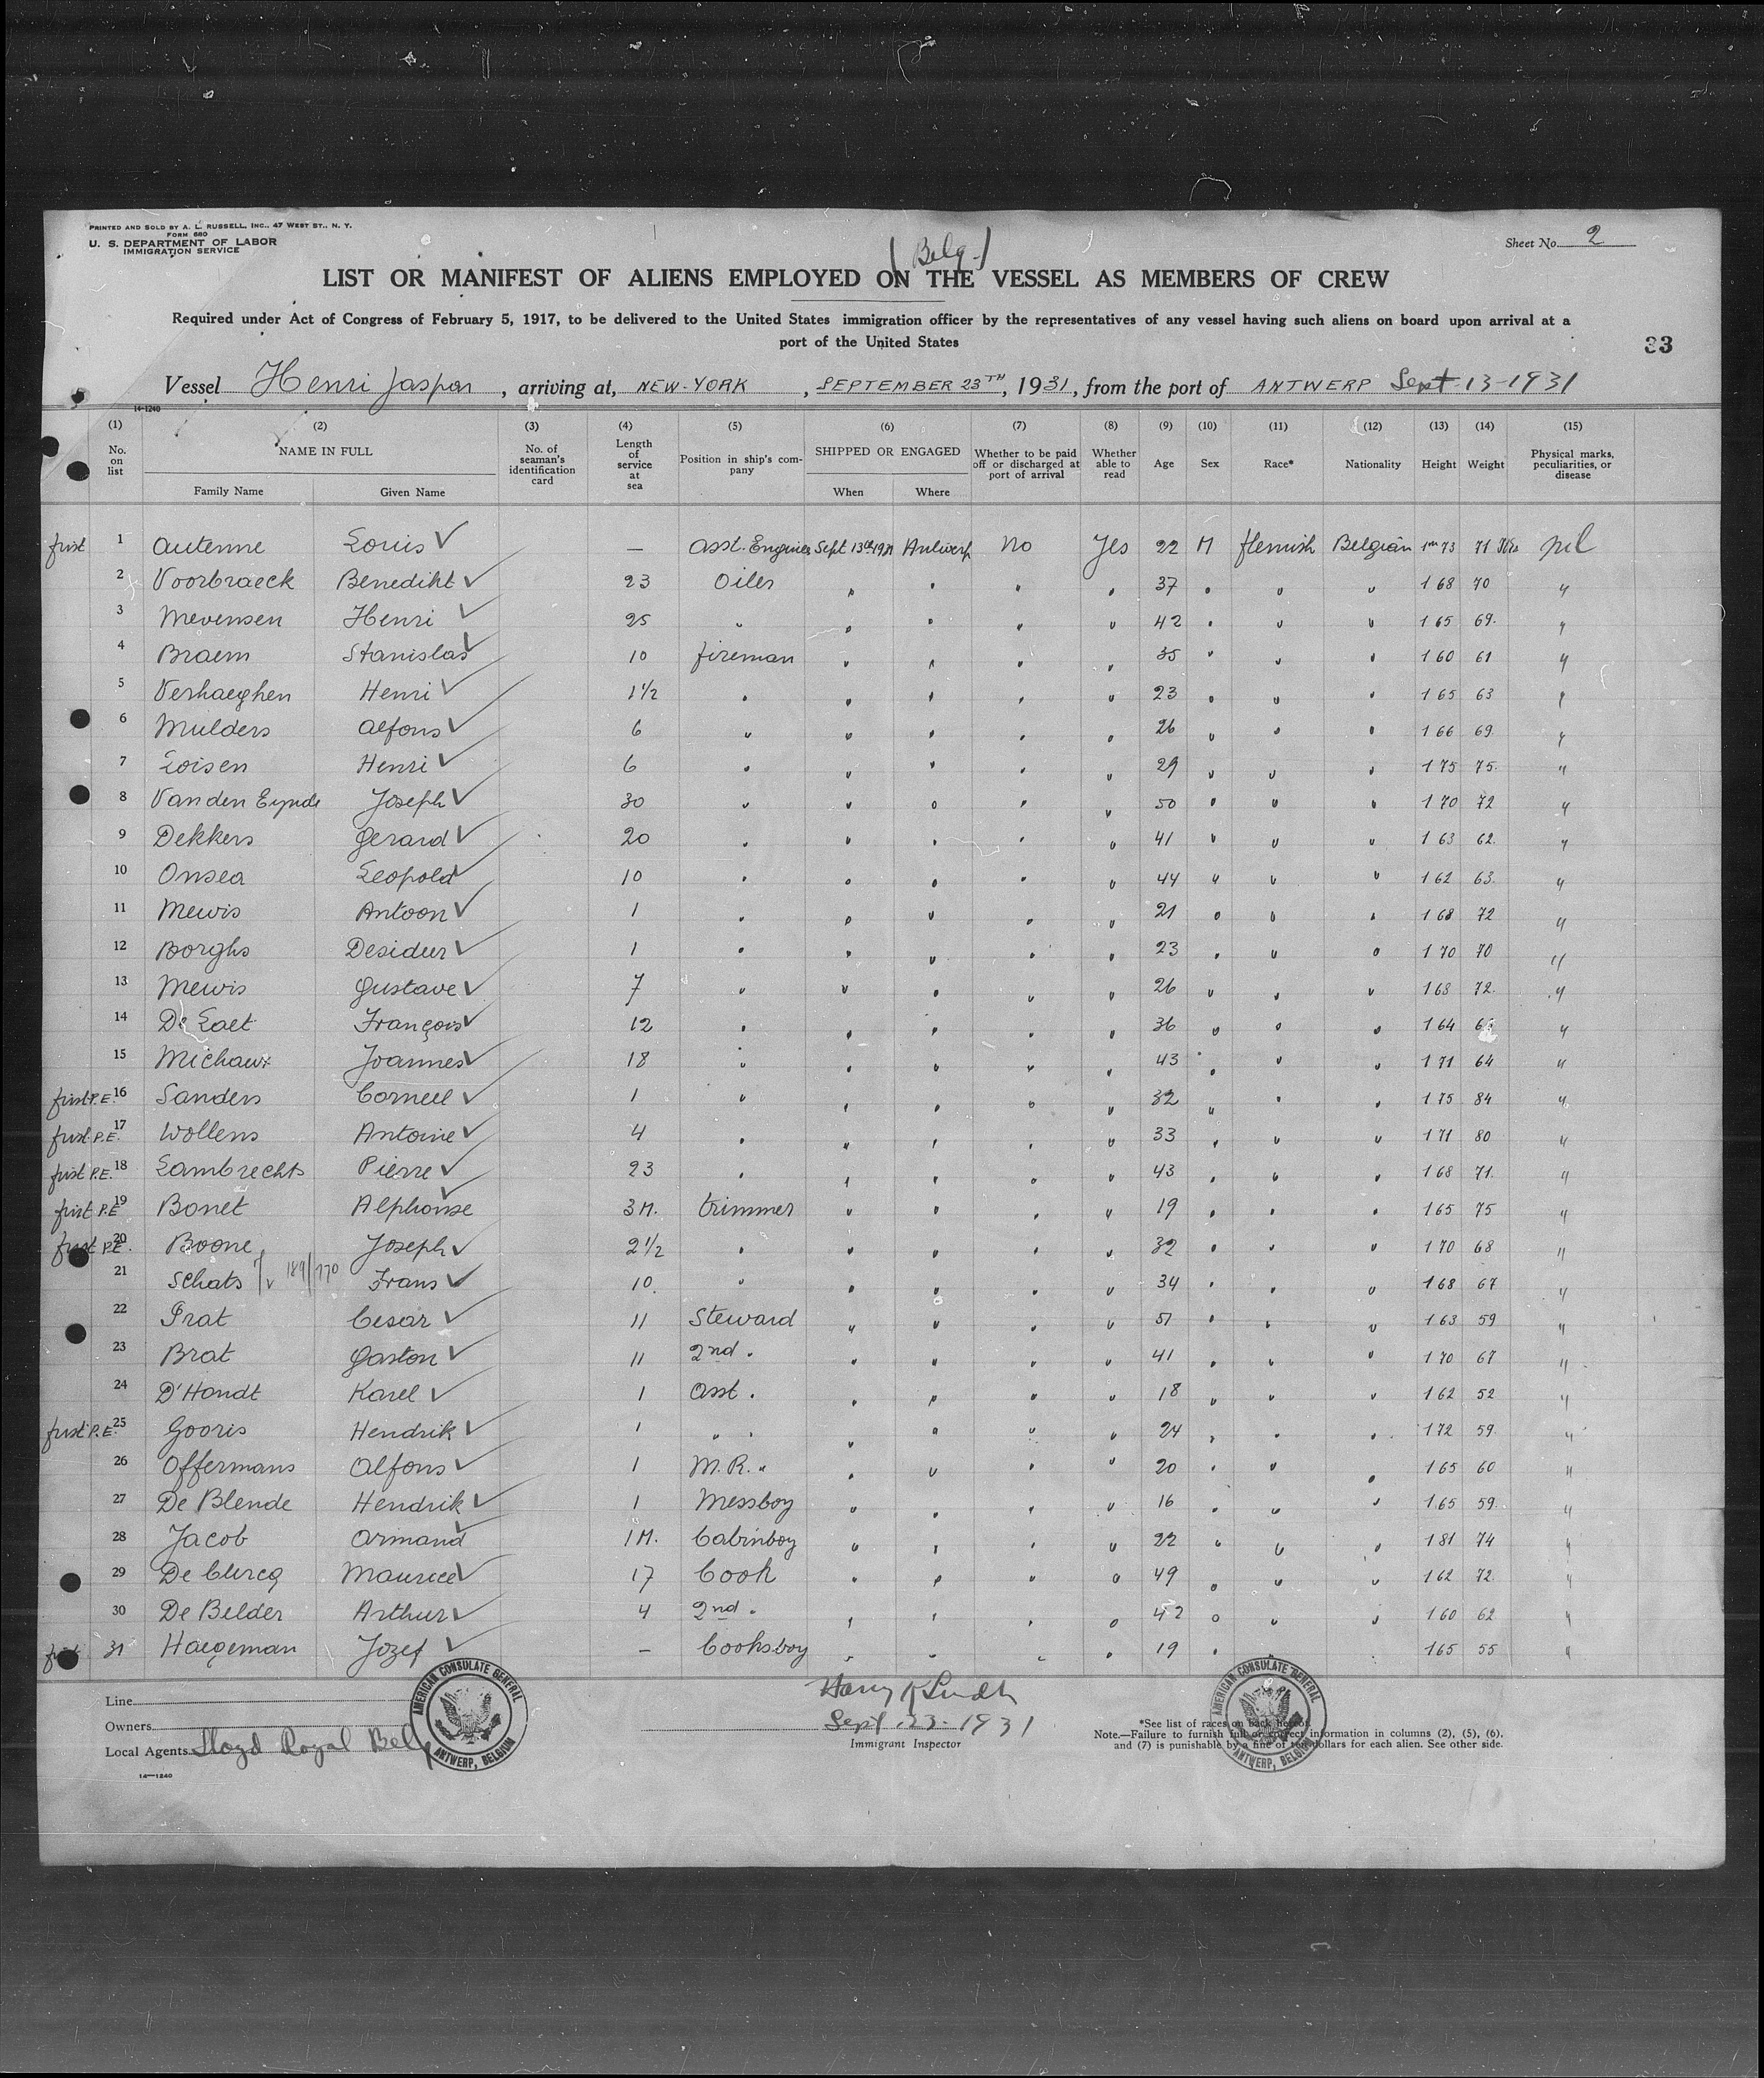 PRINTED AND SOLD BY A. L. RUSSELL, INC., 47 WEST ST., N. Y.
FORM 680
U. S. DEPARTMENT OF LABOR
IMMIGRATION SERVICE
Sheet No. 2
(Belg.)
LIST OR MANIFEST OF ALIENS EMPLOYED ON THE VESSEL AS MEMBERS OF CREW
Required under Act of Congress of February 5, 1917, to be delivered to the United States immigration officer by the representatives of any vessel having such aliens on board upon arrival at a
port of the United States
33
Vessel Henri Jaspar, arriving at, NEW-YORK, SEPTEMBER 23TH, 1931, from the port of ANTWERP Sept 13-1931
14-1240
(1) (2) (3) (4) (5) (6) (7) (8) (9) (10) (11) (12) (13) (14) (15)
No. on list NAME IN FULL Family Name Given Name No. of seaman's identification card Length of service at sea Position in ship's company SHIPPED OR ENGAGED When Where Whether to be paid off or discharged at port of arrival Whether able to read Age Sex Race* Nationality Height Weight Physical marks, peculiarities, or disease
first 1 Autenne Louis ✓ — Asst. Engineer Sept 13th 1931 Antwerp No Yes 22 M flemish Belgian 1m73 71 Kilos nil
2 Voorbraeck Benedikt ✓ 23 Oiler " " " " 37 " " " 1 68 70 "
3 Mevensen Henri ✓ 25 " " " " " 42 " " " 1 65 69 "
4 Braem Stanislas ✓ 10 fireman " " " " 35 " " " 1 60 61 "
5 Verhaeghen Henri ✓ 1 1/2 " " " " " 23 " " " 1 65 63 "
6 Mulders Alfons ✓ 6 " " " " " 26 " " " 1 66 69 "
7 Loisen Henri ✓ 6 " " " " " 29 " " " 1 75 75 "
8 Van den Eynde Joseph ✓ 30 " " " " " 50 " " " 1 70 72 "
9 Dekkers Gerard ✓ 20 " " " " " 41 " " " 1 63 62 "
10 Onsea Leopold ✓ 10 " " " " " 44 " " " 1 62 63 "
11 Mewis Antoon ✓ 1 " " " " " 21 " " " 1 68 72 "
12 Borghs Desideer ✓ 1 " " " " " 23 " " " 1 70 70 "
13 Mewis Gustave ✓ 7 " " " " " 26 " " " 1 68 72 "
14 De Laet François ✓ 12 " " " " " 36 " " " 1 64 "
15 Michaux Joannes ✓ 18 " " " " " 43 " " " 1 71 64 "
first P.E. 16 Sanders Corneel ✓ 1 " " " " " 32 " " " 1 75 84 "
first P.E. 17 Wollens Antoine ✓ 4 " " " " " 33 " " " 1 71 80 "
first P.E. 18 Lambrechts Pierre ✓ 23 " " " " " 43 " " " 1 68 71 "
first P.E. 19 Bonet Alphonse ✓ 3 M. trimmer " " " " 19 " " " 1 65 75 "
first P.E. 20 Boone Joseph ✓ 2 1/2 " " " " " 32 " " " 1 70 68 "
21 Schats 189/770 Frans ✓ 10 " " " " " 34 " " " 1 68 67 "
22 Prat Cesar ✓ 11 Steward " " " " 51 " " " 1 63 59 "
23 Brat Gaston ✓ 11 2nd " " " " " 41 " " " 1 70 67 "
24 D'Hondt Karel ✓ 1 Asst. " " " " " 18 " " " 1 62 52 "
first P.E. 25 Gooris Hendrik ✓ 1 " " " " " " 24 " " " 1 72 59 "
26 Offermans Alfons ✓ 1 M.R. " " " " " 20 " " " 1 65 60 "
27 De Blende Hendrik ✓ 1 Messboy " " " " 16 " " " 1 65 59 "
28 Jacob Armand ✓ 1 M. Cabinboy " " " " 22 " " " 1 81 74 "
29 De Clercq Maurice ✓ 17 Cook " " " " 49 " " " 1 62 72 "
30 De Belder Arthur ✓ 4 2nd " " " " " 42 " " " 1 60 62 "
first 31 Haegeman Jozef ✓ — Cooksboy " " " " 19 " " 1 65 55 "
Line
Owners
Local Agents Lloyd Royal Belge
14—1240
AMERICAN CONSULATE GENERAL ANTWERP, BELGIUM
Sept. 23. 1931
Immigrant Inspector
AMERICAN CONSULATE GENERAL ANTWERP, BELGIUM
*See list of races on back hereof.
Note.—Failure to furnish full or correct information in columns (2), (5), (6),
and (7) is punishable by a fine of ten dollars for each alien. See other side.